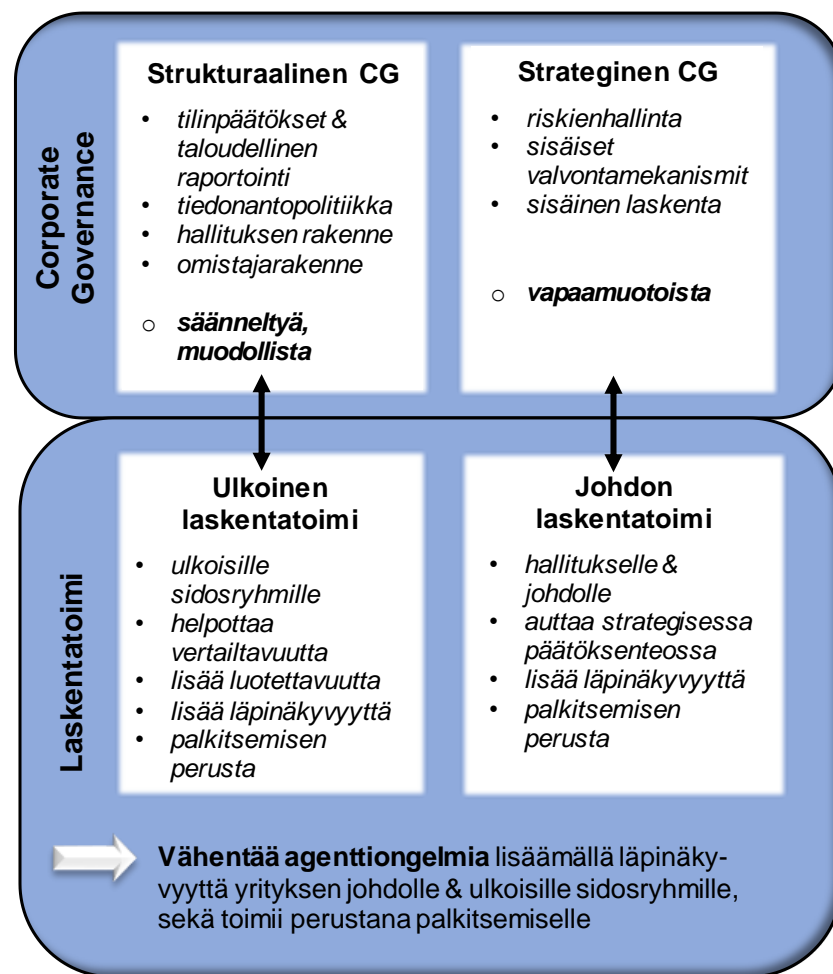 Corporate
Governance
Strukturaalinen CG
• tilinpäätökset &
taloudellinen
raportointi
• tiedonantopolitiikka
• hallituksen rakenne
• omistajarakenne
o säänneltyä,
muodollista
Strateginen CG
• riskienhallinta
• sisäiset
valvontamekanismit
• sisäinen laskenta
o vapaamuotoista
Laskentatoimi
Ulkoinen
laskentatoimi
• ulkoisille
sidosryhmille
• helpottaa
vertailtavuutta
• lisää luotettavuutta
• lisää läpinäkyvyyttä
• palkitsemisen
perusta
Johdon
laskentatoimi
• hallitukselle &
johdolle
• auttaa strategisessa
päätöksenteossa
• lisää läpinäkyvyyttä
• palkitsemisen
perusta
Vähentää agenttiongelmia lisäämällä läpinäky-
vyyttä yrityksen johdolle & ulkoisille sidosryhmille,
sekä toimii perustana palkitsemiselle